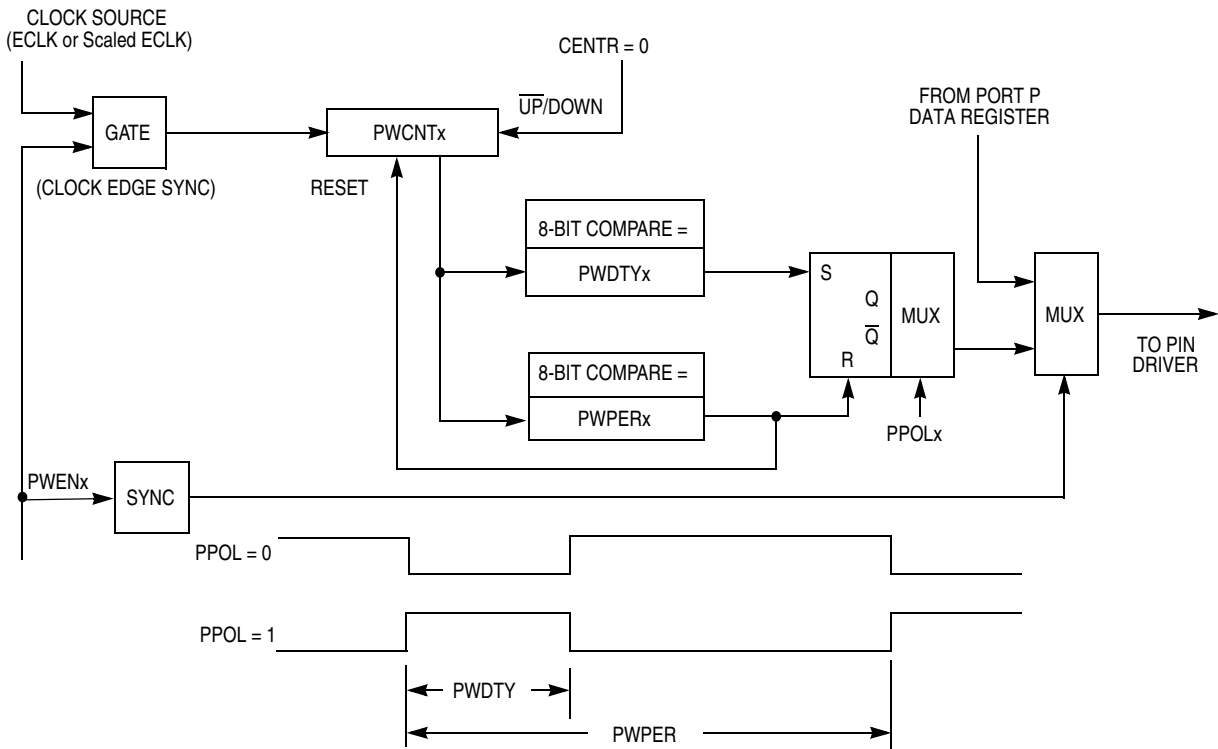 CLOCK SOURCE
(ECLK or Scaled ECLK)
CENTR = 0
U̅P̅/DOWN
FROM PORT P
DATA REGISTER
GATE
PWCNTx
(CLOCK EDGE SYNC)
RESET
8-BIT COMPARE =
PWDTYx
S
Q
Q̅
R
MUX
MUX
TO PIN
DRIVER
8-BIT COMPARE =
PWPERx
PPOLx
PWENx
SYNC
PPOL = 0
PPOL = 1
PWDTY
PWPER